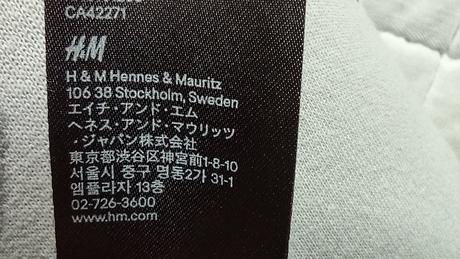 CA42271
H&M
H & M Hennes & Mauritz
106 38 Stockholm, Sweden
エイチ・アンド・エム
ヘネス・アンド・マウリッツ
・ジャパン株式会社
東京都渋谷区神宮前1-8-10
서울시 중구 명동2가 31-1
엠플라자 13층
02-726-3600
www.hm.com